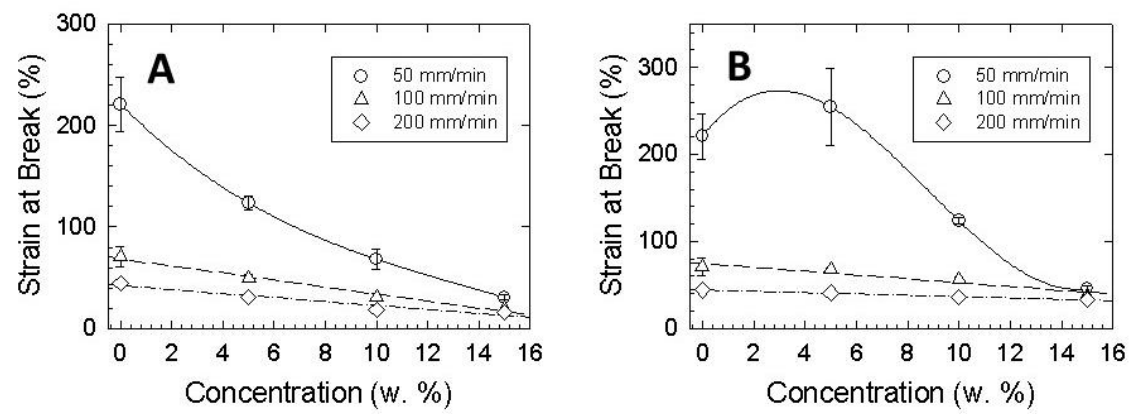 A
50 mm/min
100 mm/min
200 mm/min
Strain at Break (%)
300
200
100
0
0 2 4 6 8 10 12 14 16
Concentration (w. %)
B
50 mm/min
100 mm/min
200 mm/min
Strain at Break (%)
300
200
100
0
0 2 4 6 8 10 12 14 16
Concentration (w. %)